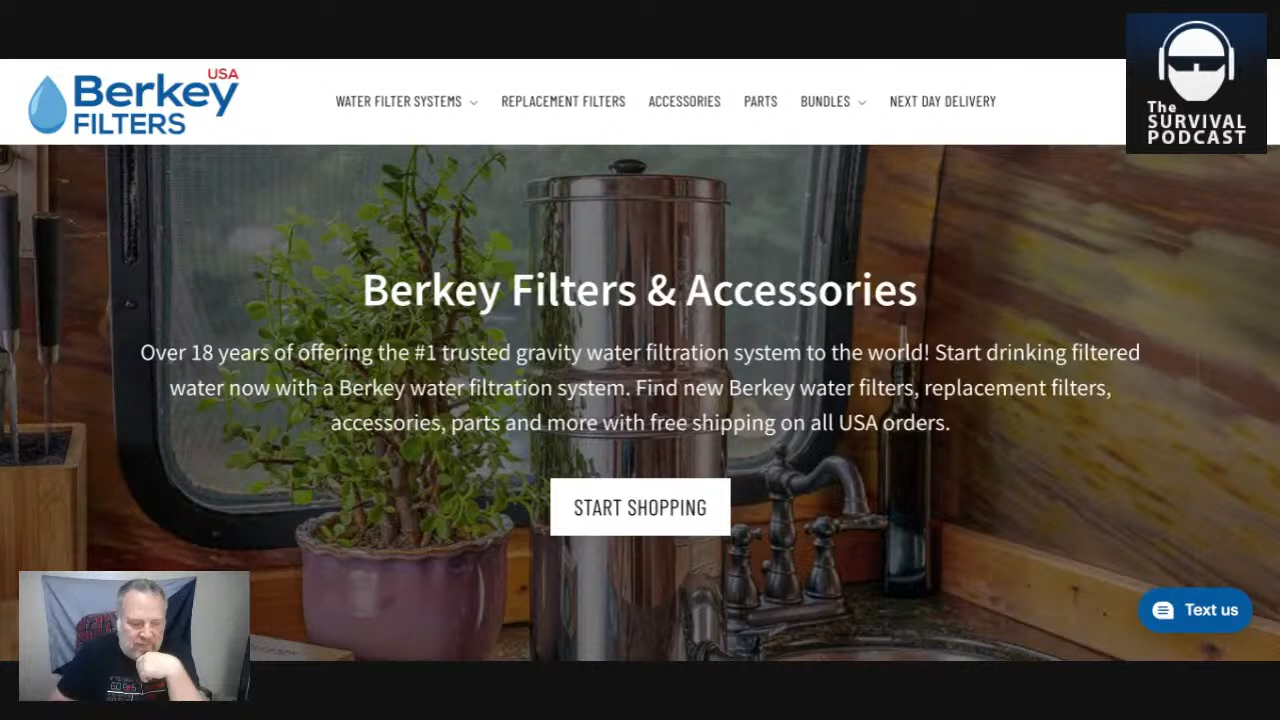 USA
Berkey
FILTERS
WATER FILTER SYSTEMS
REPLACEMENT FILTERS
ACCESSORIES
PARTS
BUNDLES
NEXT DAY DELIVERY
The
SURVIVAL
PODCAST
Berkey Filters & Accessories
Over 18 years of offering the #1 trusted gravity water filtration system to the world! Start drinking filtered
water now with a Berkey water filtration system. Find new Berkey water filters, replacement filters,
accessories, parts and more with free shipping on all USA orders.
START SHOPPING
Text us